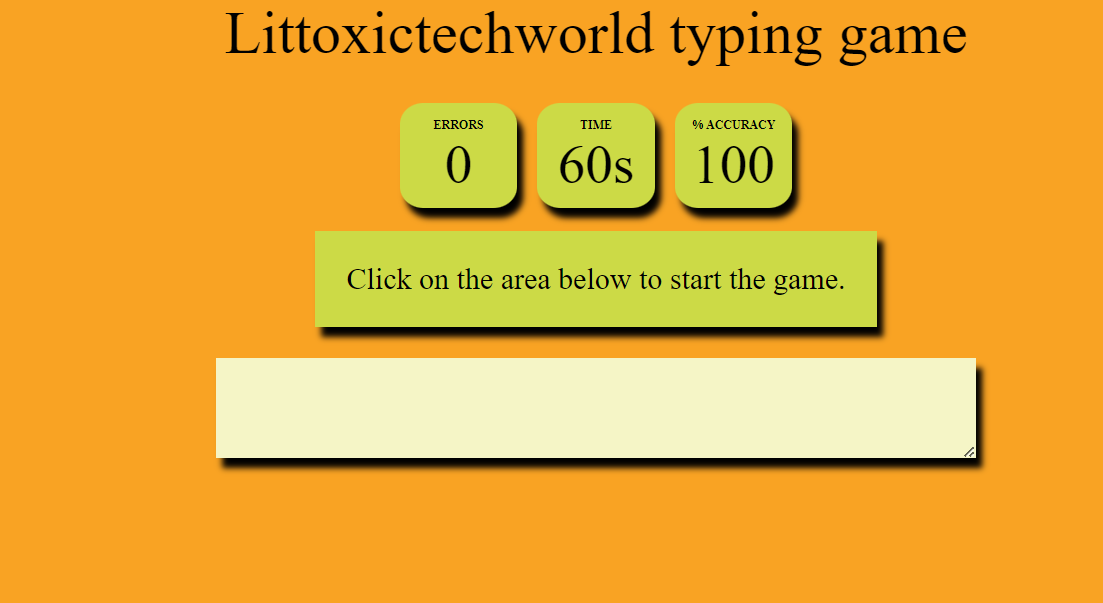 Littoxictechworld typing game
ERRORS TIME % ACCURACY
0 60s 100
Click on the area below to start the game.